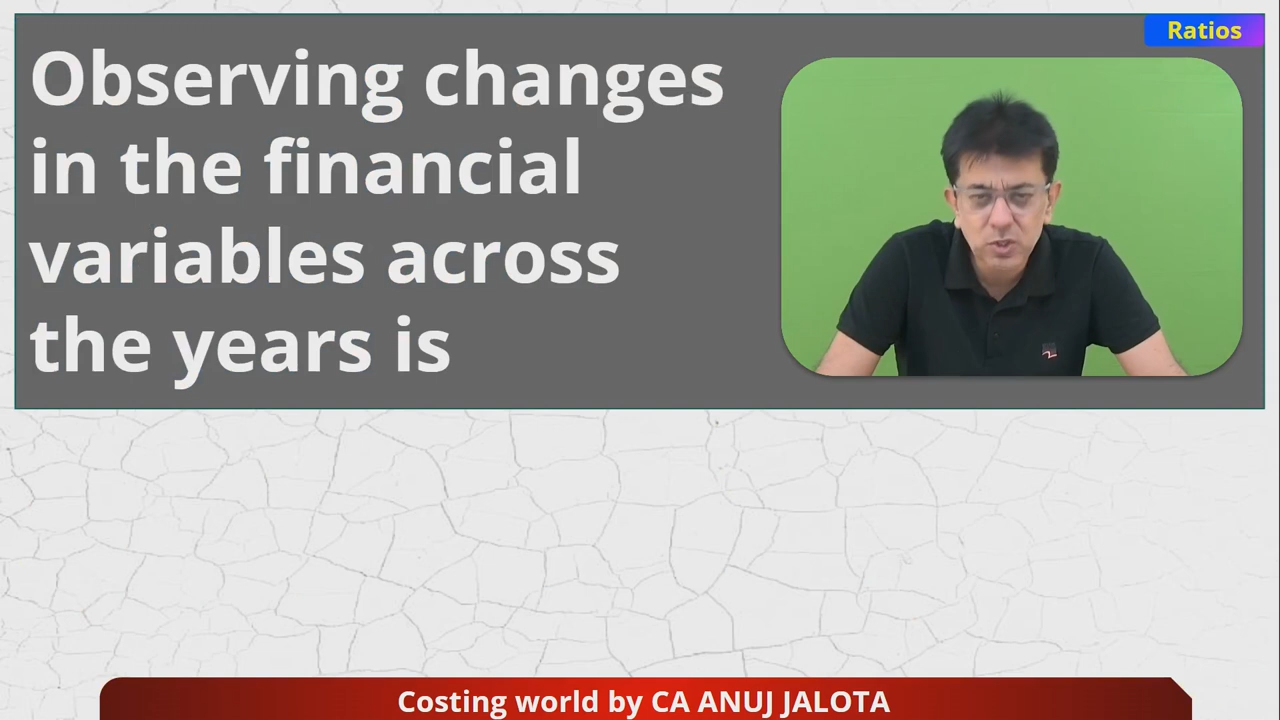 Ratios
Observing changes
in the financial
variables across
the years is
Costing world by CA ANUJ JALOTA